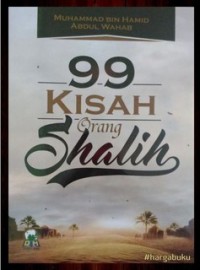 MUHAMMAD BIN HAMID
ABDUL WAHAB
99
KISAH
Orang
Shalih
#hargabuku